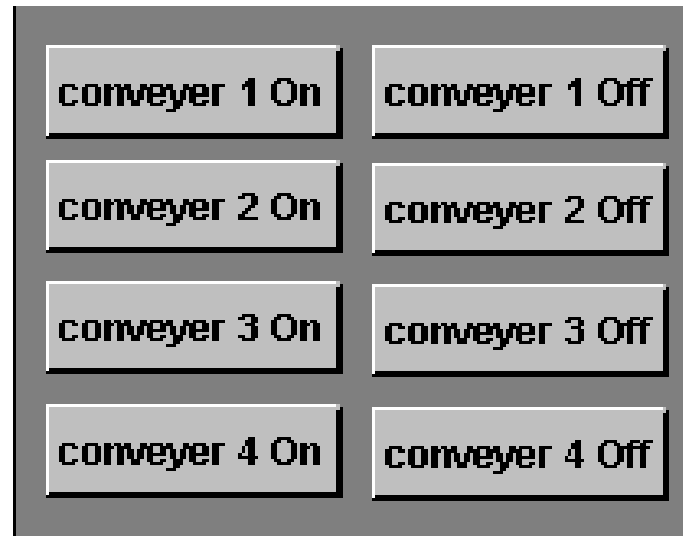 conveyer 1 On conveyer 1 Off
conveyer 2 On conveyer 2 Off
conveyer 3 On conveyer 3 Off
conveyer 4 On conveyer 4 Off